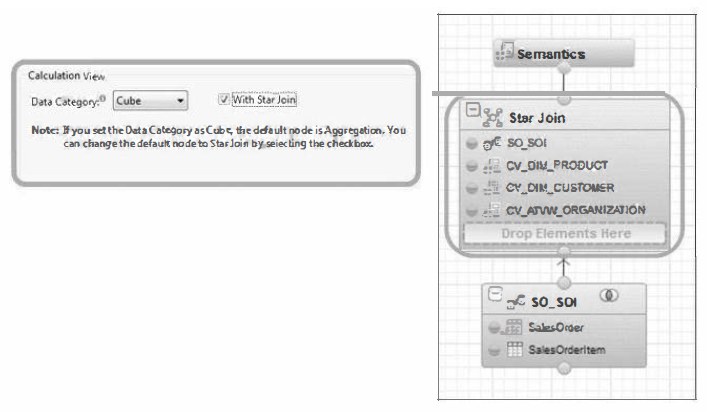 Calculation View
Data Category: Cube With Star Join
Note: If you set the Data Category as Cube, the default node is Aggregation. You
can change the default node to Star Join by selecting the checkbox.
Semantics
Star Join
SO_SOI
CV_DIM_PRODUCT
CV_DIM_CUSTOMER
CV_ATVW_ORGANIZATION
Drop Elements Here
SO_SOI
SalesOrder
SalesOrderItem